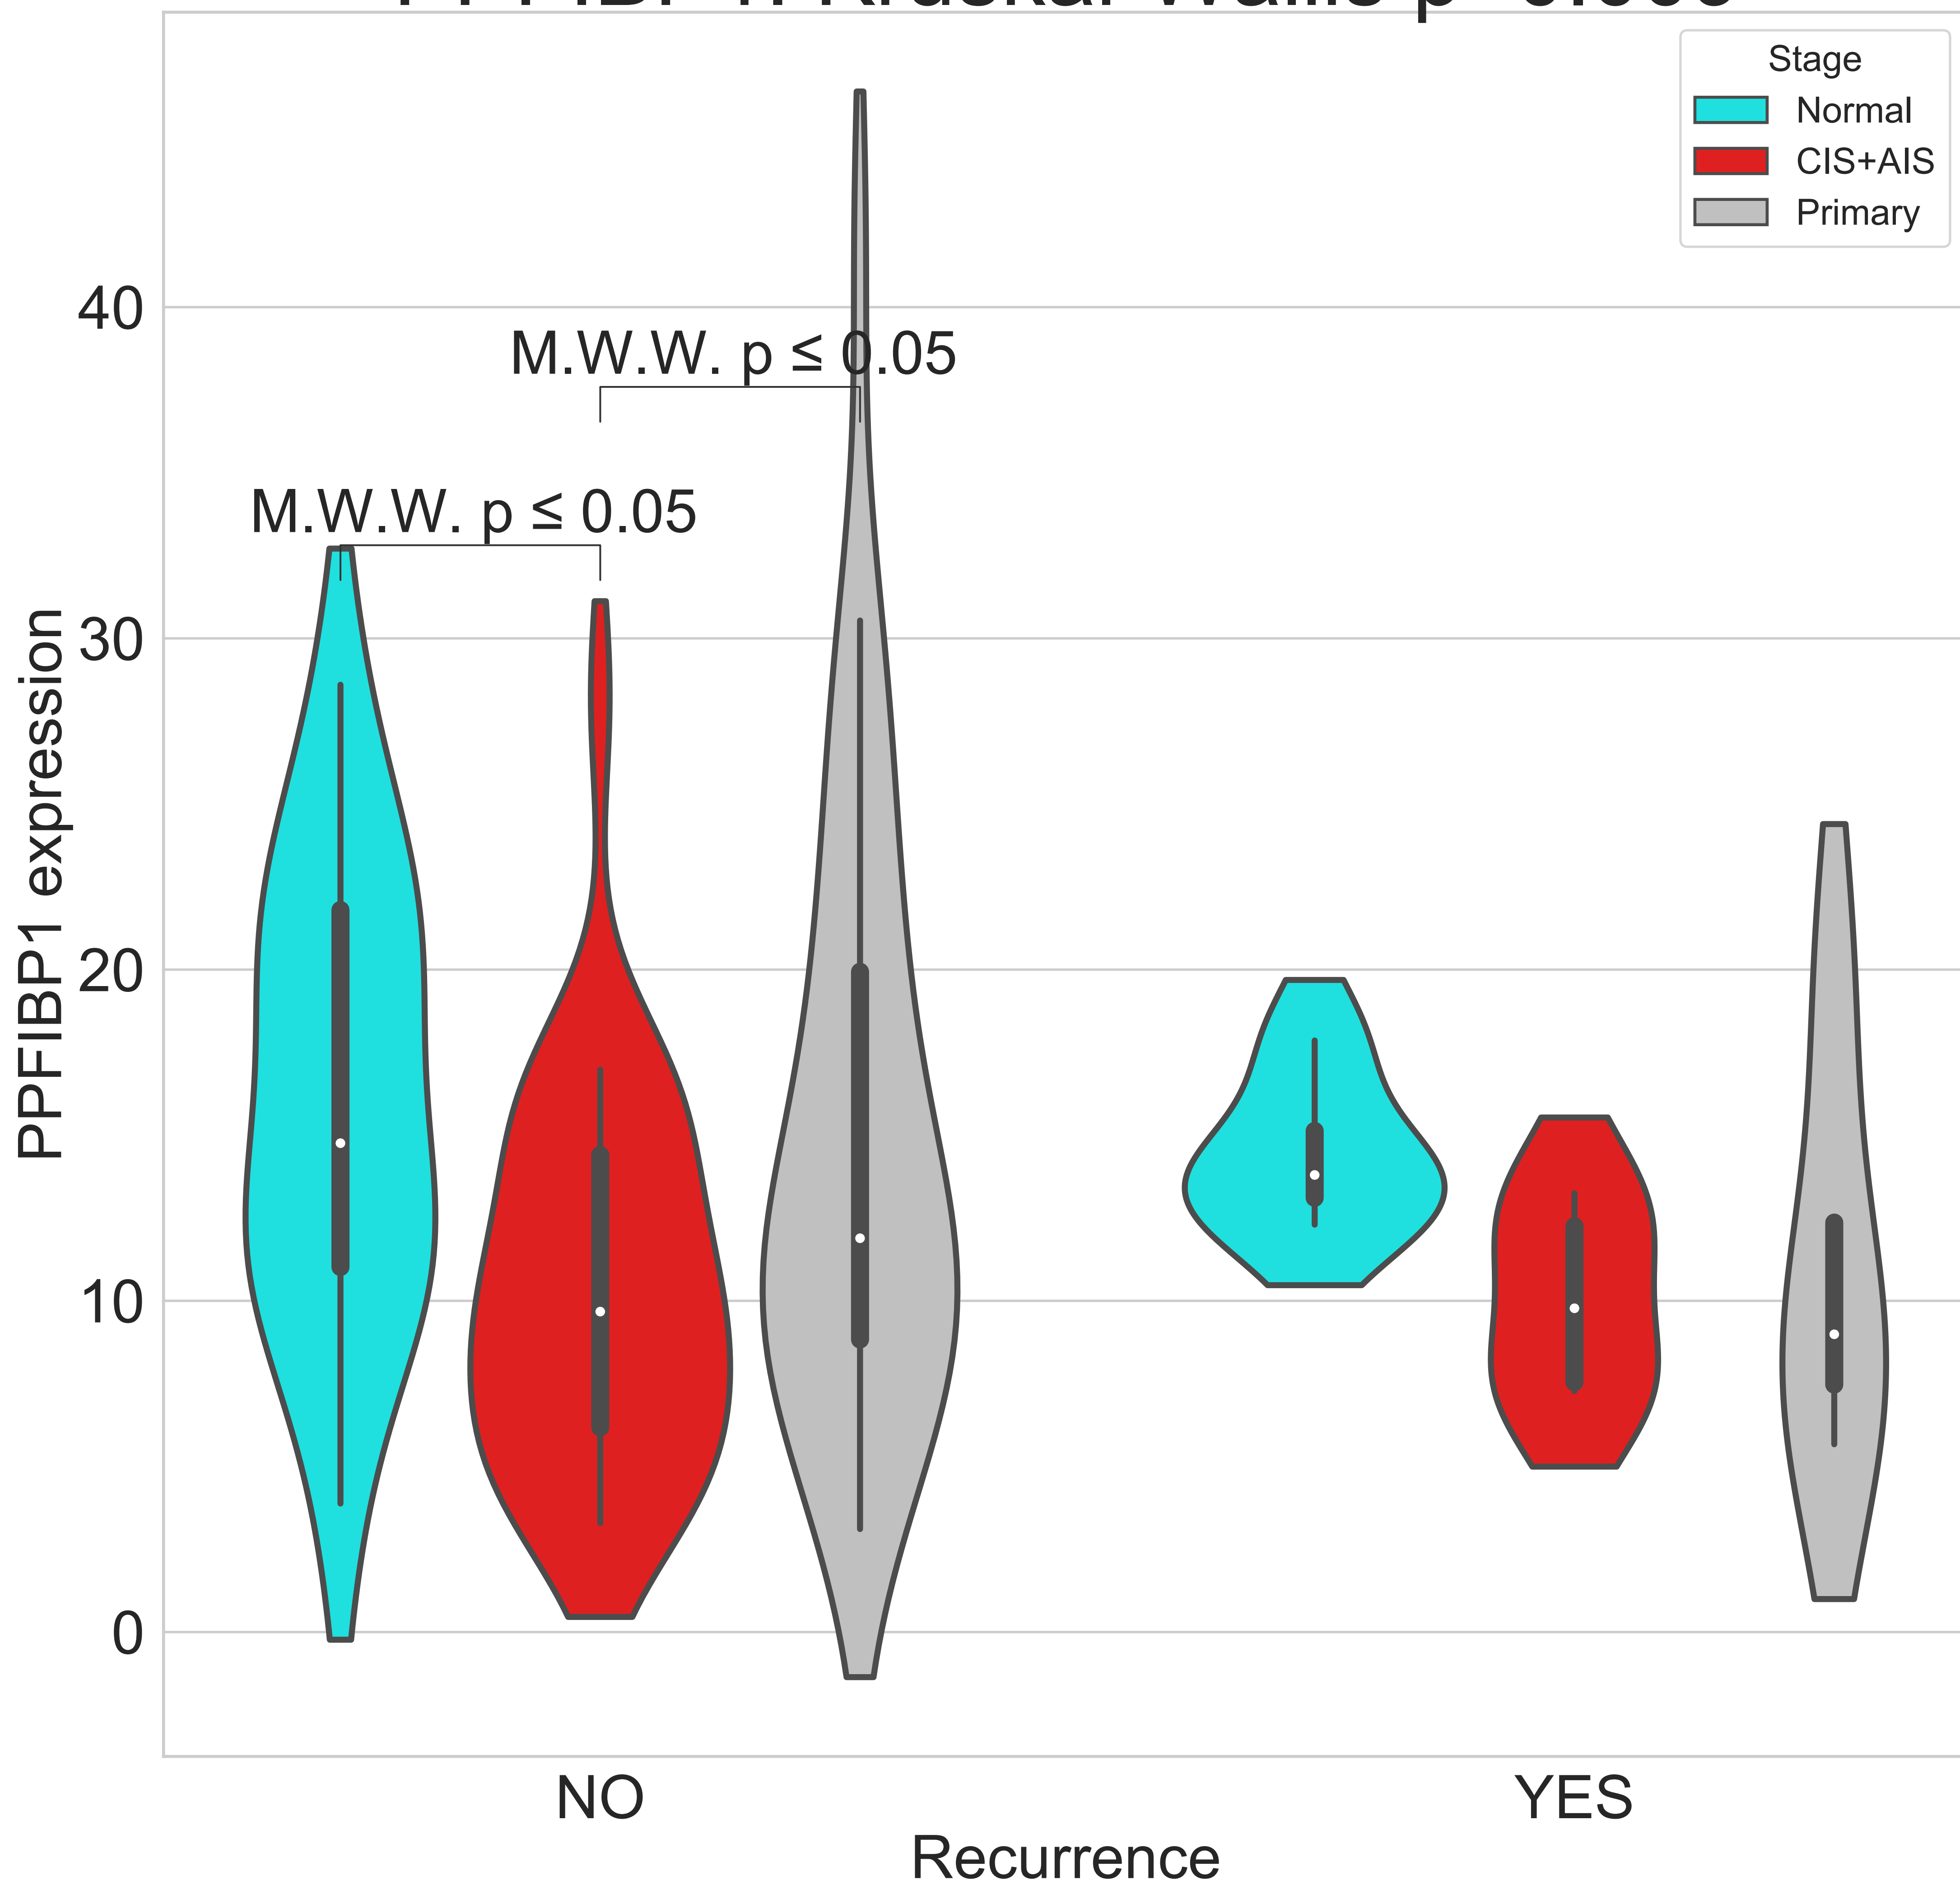 Stage
Normal
CIS+AIS
Primary
40
M.W.W. p ≤ 0.05
M.W.W. p ≤ 0.05
30
20
10
0
PPFIBP1 expression
NO
YES
Recurrence